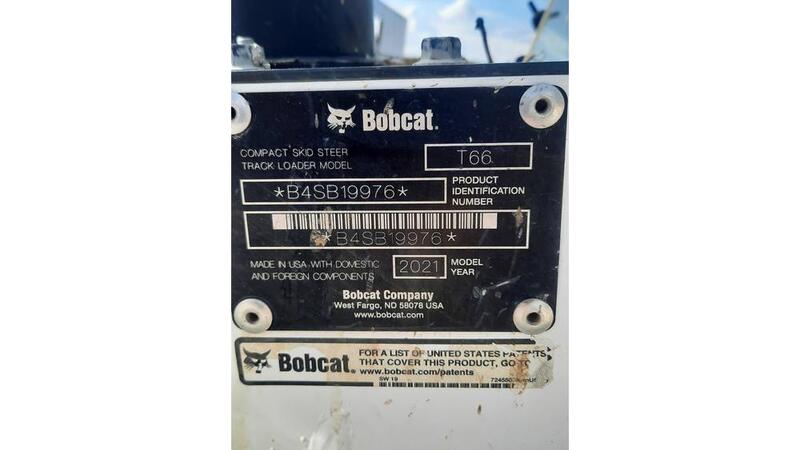 Bobcat.
COMPACT SKID STEER
TRACK LOADER MODEL
T66
*B4SB19976*
PRODUCT
IDENTIFICATION
NUMBER
*B4SB19976*
MADE IN USA WITH DOMESTIC
AND FOREIGN COMPONENTS
2021
MODEL
YEAR
Bobcat Company
West Fargo, ND 58078 USA
www.bobcat.com
Bobcat.
FOR A LIST OF UNITED STATES PATENTS
THAT COVER THIS PRODUCT, GO TO
www.bobcat.com/patents
SW 19